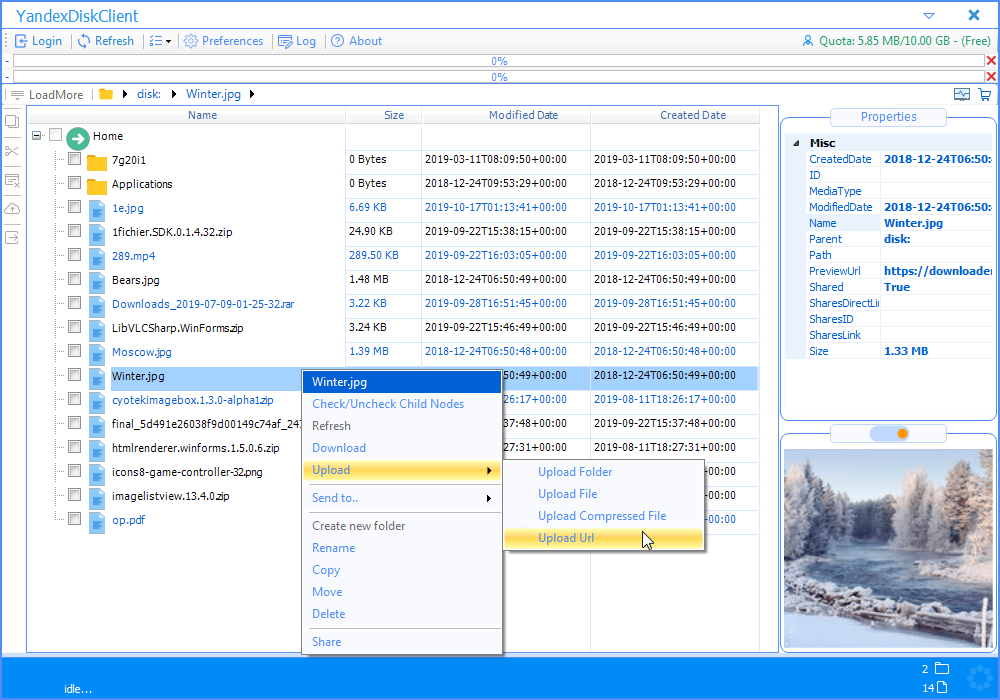 YandexDiskClient
Login Refresh Preferences Log About Quota: 5.85 MB/10.00 GB - (Free)
- 0%
- 0%
LoadMore disk: Winter.jpg
Name Size Modified Date Created Date
Home
7g20i1 0 Bytes 2019-03-11T08:09:50+00:00 2019-03-11T08:09:50+00:00
Applications 0 Bytes 2018-12-24T09:53:29+00:00 2018-12-24T09:53:29+00:00
1e.jpg 6.69 KB 2019-10-17T01:13:41+00:00 2019-10-17T01:13:41+00:00
1fichier.SDK.0.1.4.32.zip 24.90 KB 2019-09-22T15:38:15+00:00 2019-09-22T15:38:15+00:00
289.mp4 289.50 KB 2019-09-22T16:03:05+00:00 2019-09-22T16:03:05+00:00
Bears.jpg 1.48 MB 2018-12-24T06:50:49+00:00 2018-12-24T06:50:49+00:00
Downloads_2019-07-09-01-25-32.rar 3.22 KB 2019-09-28T16:51:45+00:00 2019-09-28T16:51:45+00:00
LibVLCSharp.WinForms.zip 3.24 KB 2019-09-22T15:46:49+00:00 2019-09-22T15:46:49+00:00
Moscow.jpg 1.39 MB 2018-12-24T06:50:48+00:00 2018-12-24T06:50:48+00:00
Winter.jpg 50:49+00:00 2018-12-24T06:50:49+00:00
cyotekimagebox.1.3.0-alpha1.zip 26:17+00:00 2019-08-11T18:26:17+00:00
final_5d491e26038f9d00149c74af_24 37:48+00:00 2019-09-22T15:37:48+00:00
htmlrenderer.winforms.1.5.0.6.zip 27:31+00:00 2019-08-11T18:27:31+00:00
icons8-game-controller-32.png +00:00
imagelistview.13.4.0.zip +00:00
op.pdf +00:00
Winter.jpg
Check/Uncheck Child Nodes
Refresh
Download
Upload
Send to..
Create new folder
Rename
Copy
Move
Delete
Share
Upload Folder
Upload File
Upload Compressed File
Upload Url
Properties
Misc
CreatedDate 2018-12-24T06:50:
ID
MediaType
ModifiedDate 2018-12-24T06:50:
Name Winter.jpg
Parent disk:
Path
PreviewUrl https://downloader
Shared True
SharesDirectLin
SharesID
SharesLink
Size 1.33 MB
2
idle... 14